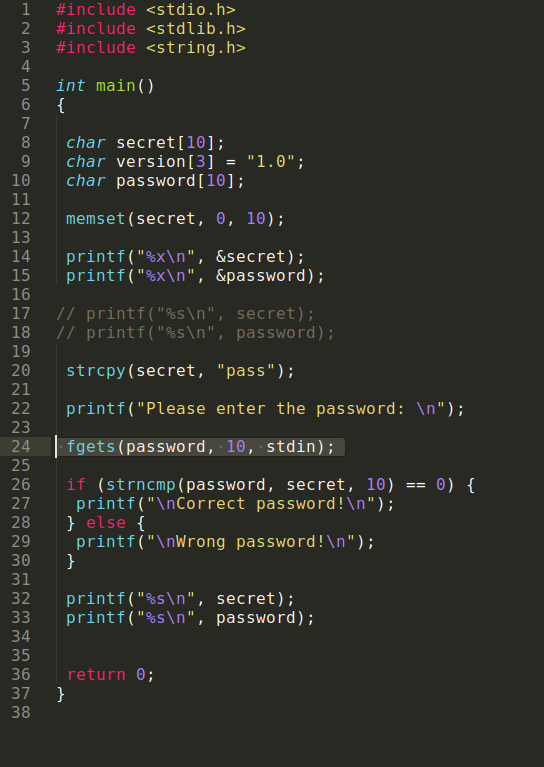 1 #include <stdio.h>
2 #include <stdlib.h>
3 #include <string.h>
4
5 int main()
6 {
7
8 char secret[10];
9 char version[3] = "1.0";
10 char password[10];
11
12 memset(secret, 0, 10);
13
14 printf("%x\n", &secret);
15 printf("%x\n", &password);
16
17 // printf("%s\n", secret);
18 // printf("%s\n", password);
19
20 strcpy(secret, "pass");
21
22 printf("Please enter the password: \n");
23
24 fgets(password, 10, stdin);
25
26 if (strncmp(password, secret, 10) == 0) {
27 printf("\nCorrect password!\n");
28 } else {
29 printf("\nWrong password!\n");
30 }
31
32 printf("%s\n", secret);
33 printf("%s\n", password);
34
35
36 return 0;
37 }
38